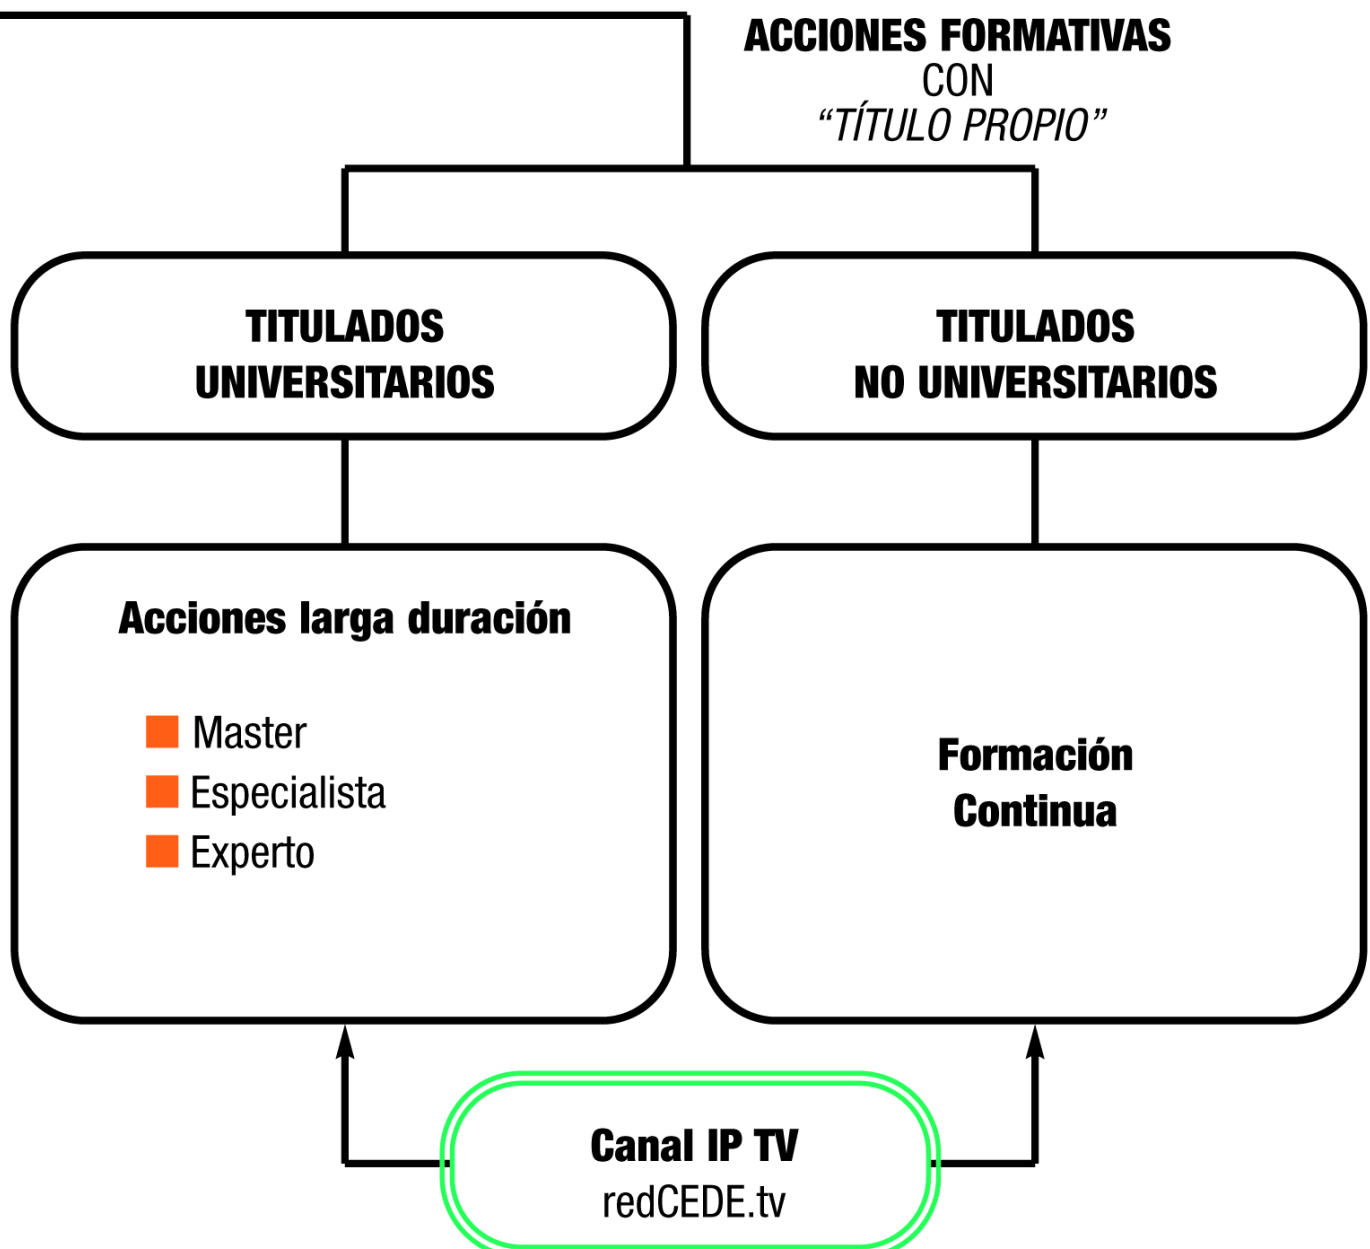 ACCIONES FORMATIVAS
CON
“TÍTULO PROPIO”
TITULADOS
UNIVERSITARIOS
TITULADOS
NO UNIVERSITARIOS
Acciones larga duración
Master
Especialista
Experto
Formación
Continua
Canal IP TV
redCEDE.tv